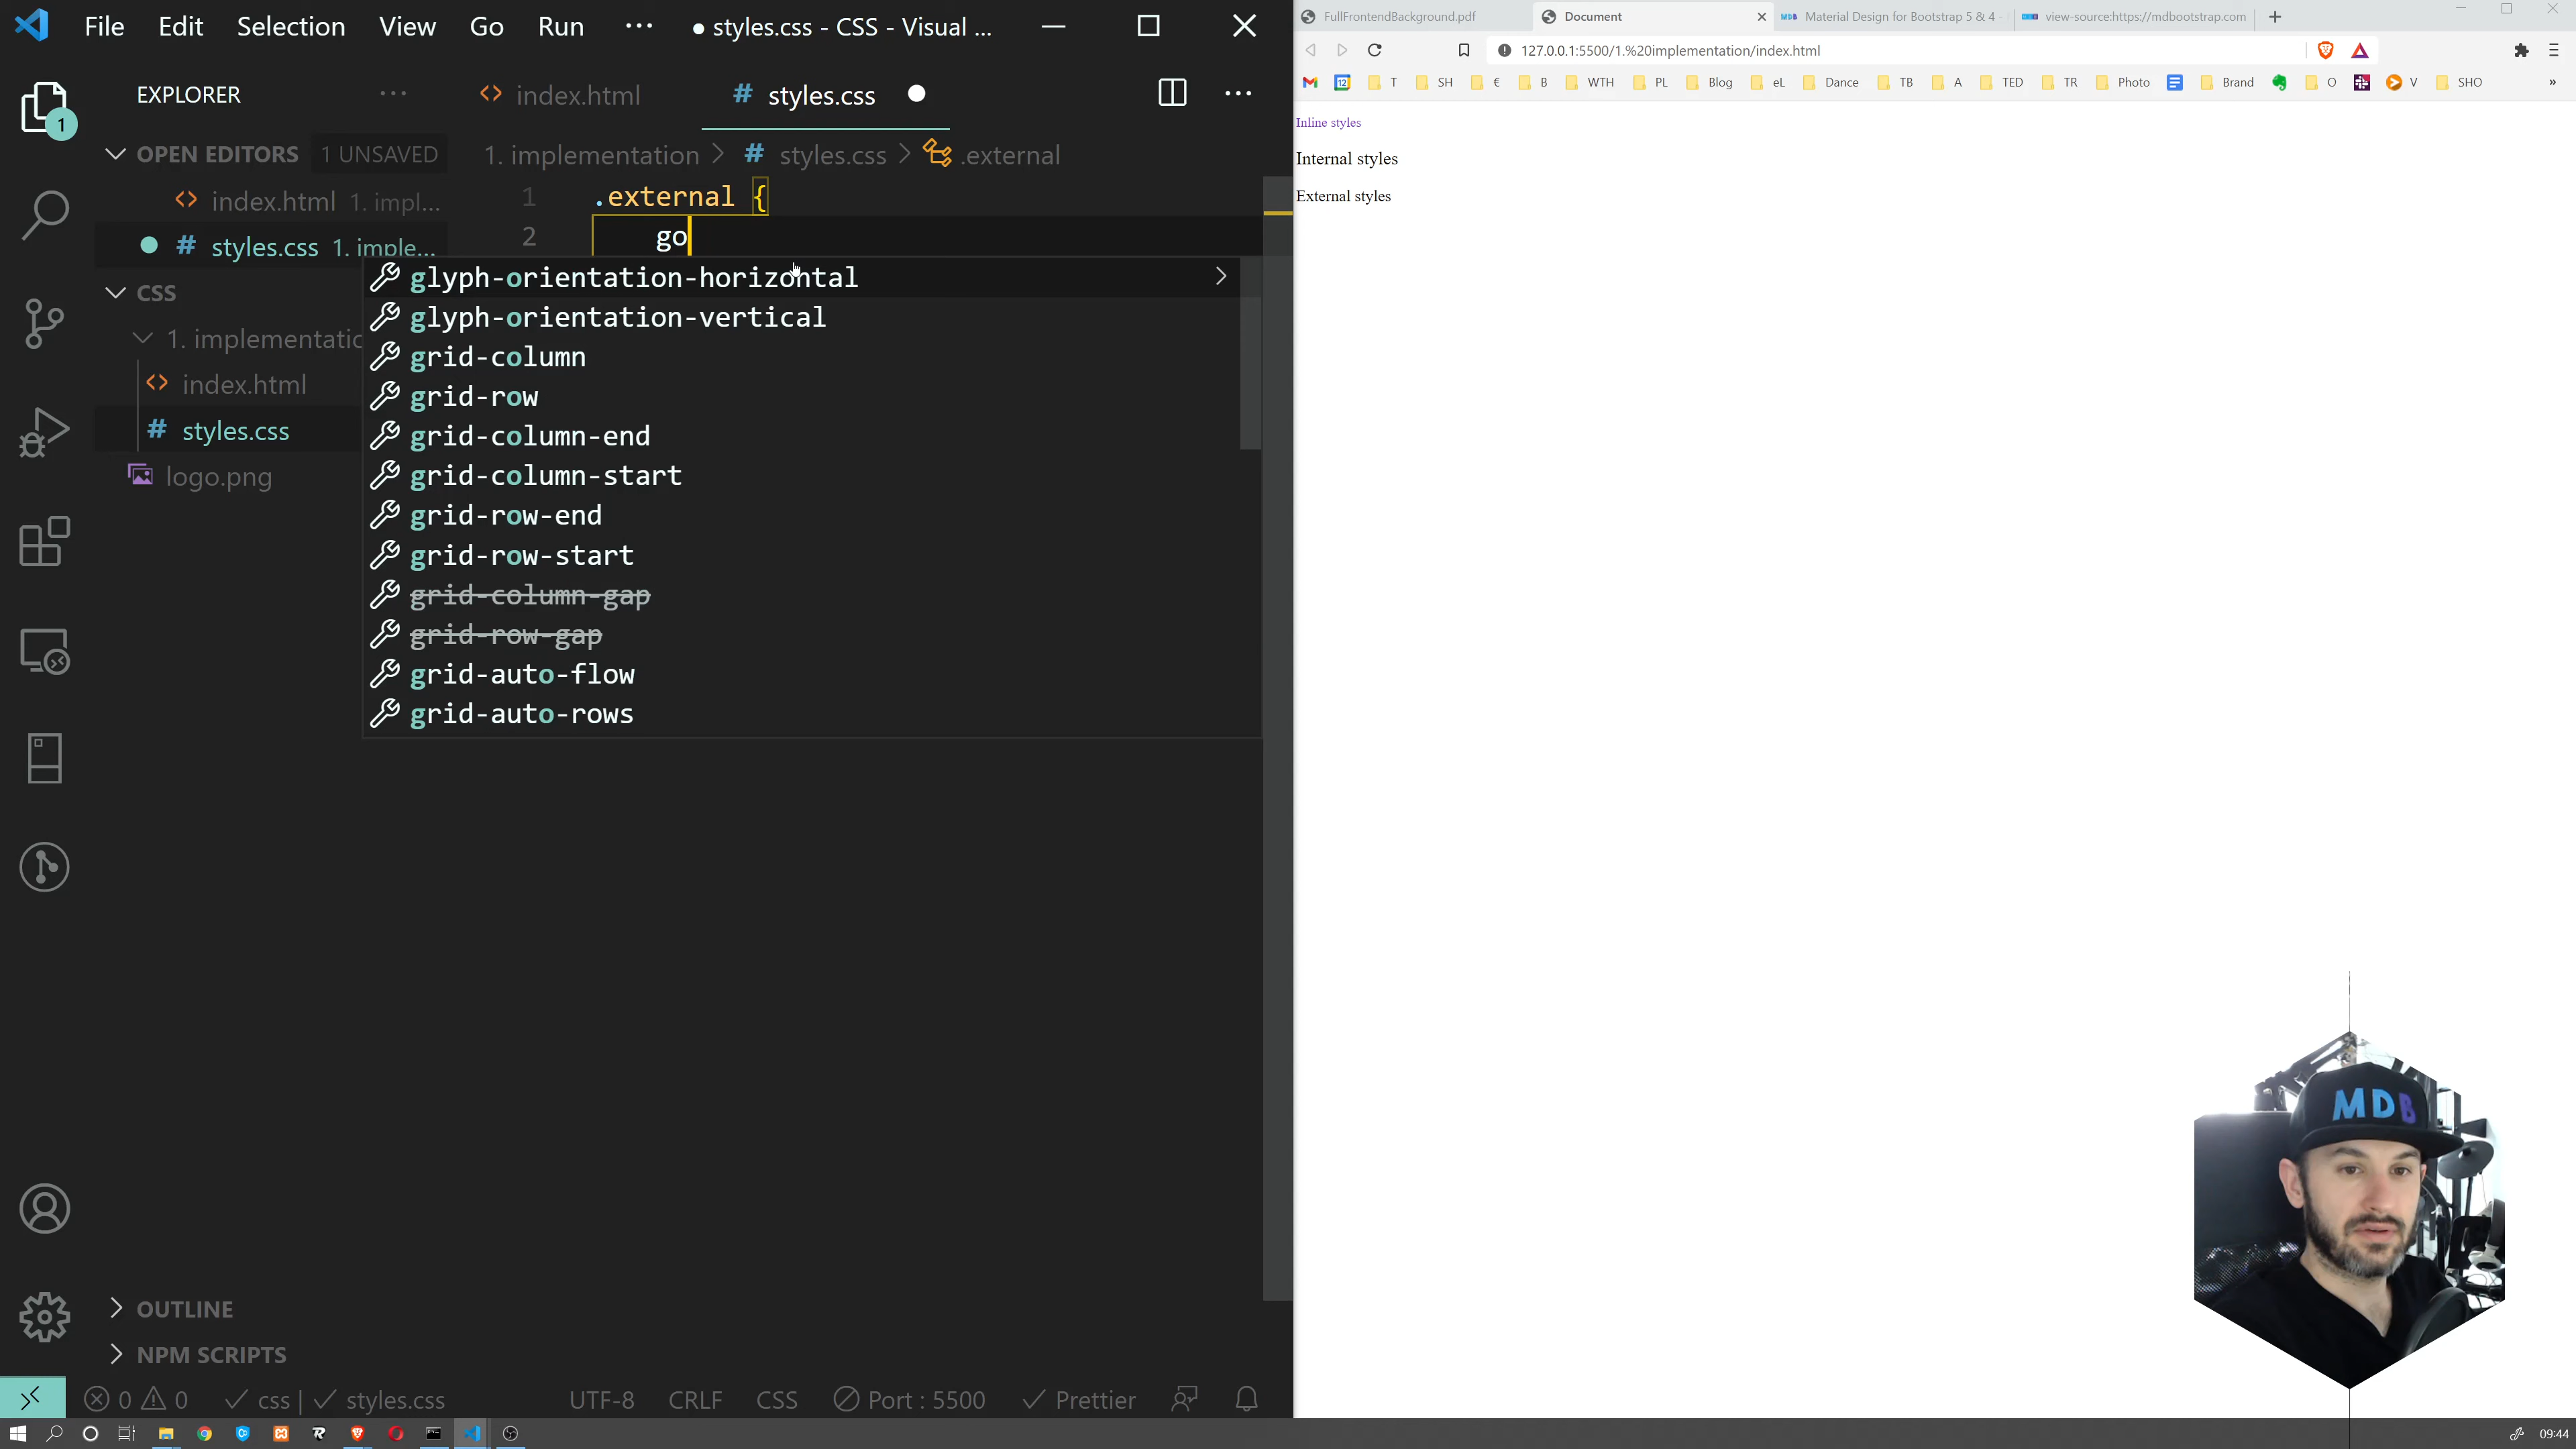 File Edit Selection View Go Run ··· ● styles.css - CSS - Visual ...
EXPLORER ···
index.html
# styles.css
OPEN EDITORS 1 UNSAVED
1. implementation > # styles.css > .external
index.html 1. impl...
# styles.css 1. imple...
CSS
1. implementatic
index.html
# styles.css
logo.png
1 .external {
2 go
glyph-orientation-horizontal
glyph-orientation-vertical
grid-column
grid-row
grid-column-end
grid-column-start
grid-row-end
grid-row-start
grid-column-gap
grid-row-gap
grid-auto-flow
grid-auto-rows
1
OUTLINE
NPM SCRIPTS
0 0 css | styles.css UTF-8 CRLF CSS Port : 5500 Prettier
FullFrontendBackground.pdf
Document
Material Design for Bootstrap 5 & 4 -
view-source:https://mdbootstrap.com
127.0.0.1:5500/1.%20implementation/index.html
12 T SH € B WTH PL Blog eL Dance TB A TED TR Photo Brand O V SHO »
Inline styles
Internal styles
External styles
MDB
09:44